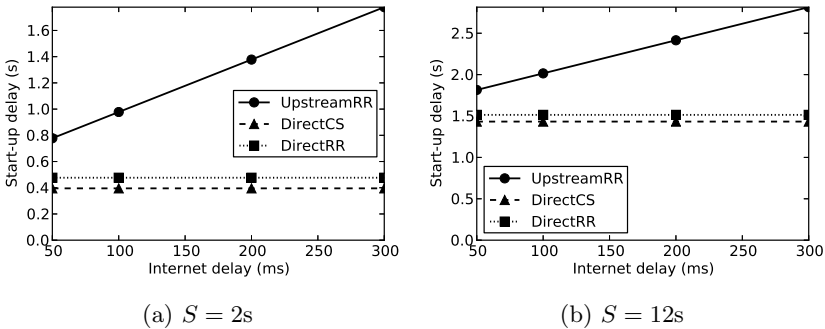 Start-up delay (s)
1.6
1.4
1.2
1.0
0.8
0.6
0.4
0.2
0.0
UpstreamRR
DirectCS
DirectRR
50 100 150 200 250 300
Internet delay (ms)
(a) S = 2s
Start-up delay (s)
2.5
2.0
1.5
1.0
0.5
0.0
UpstreamRR
DirectCS
DirectRR
50 100 150 200 250 300
Internet delay (ms)
(b) S = 12s